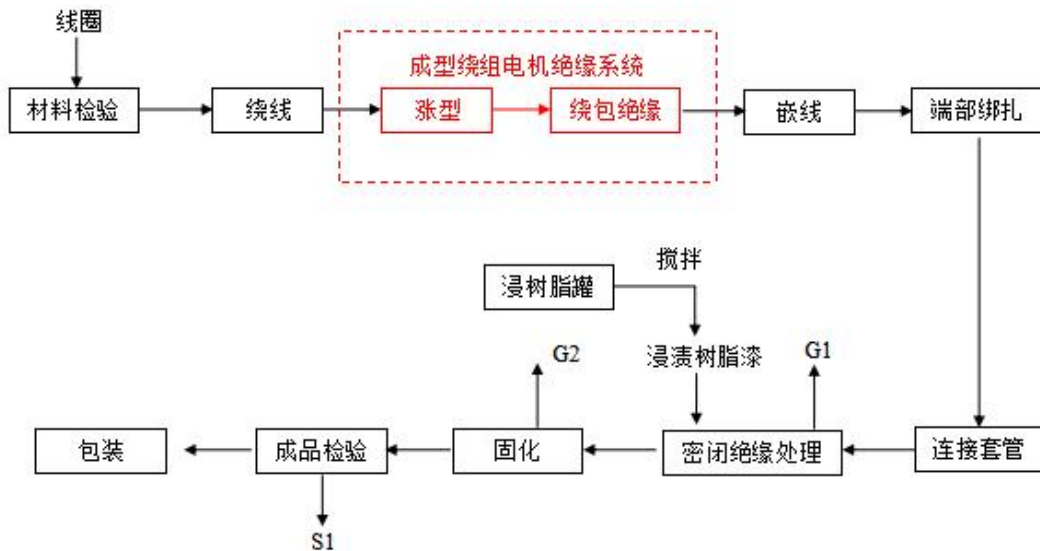 线圈
成型绕组电机绝缘系统
材料检验
绕线
涨型
绕包绝缘
嵌线
端部绑扎
搅拌
浸树脂罐
浸渍树脂漆
G2
G1
包装
成品检验
固化
密闭绝缘处理
连接套管
S1